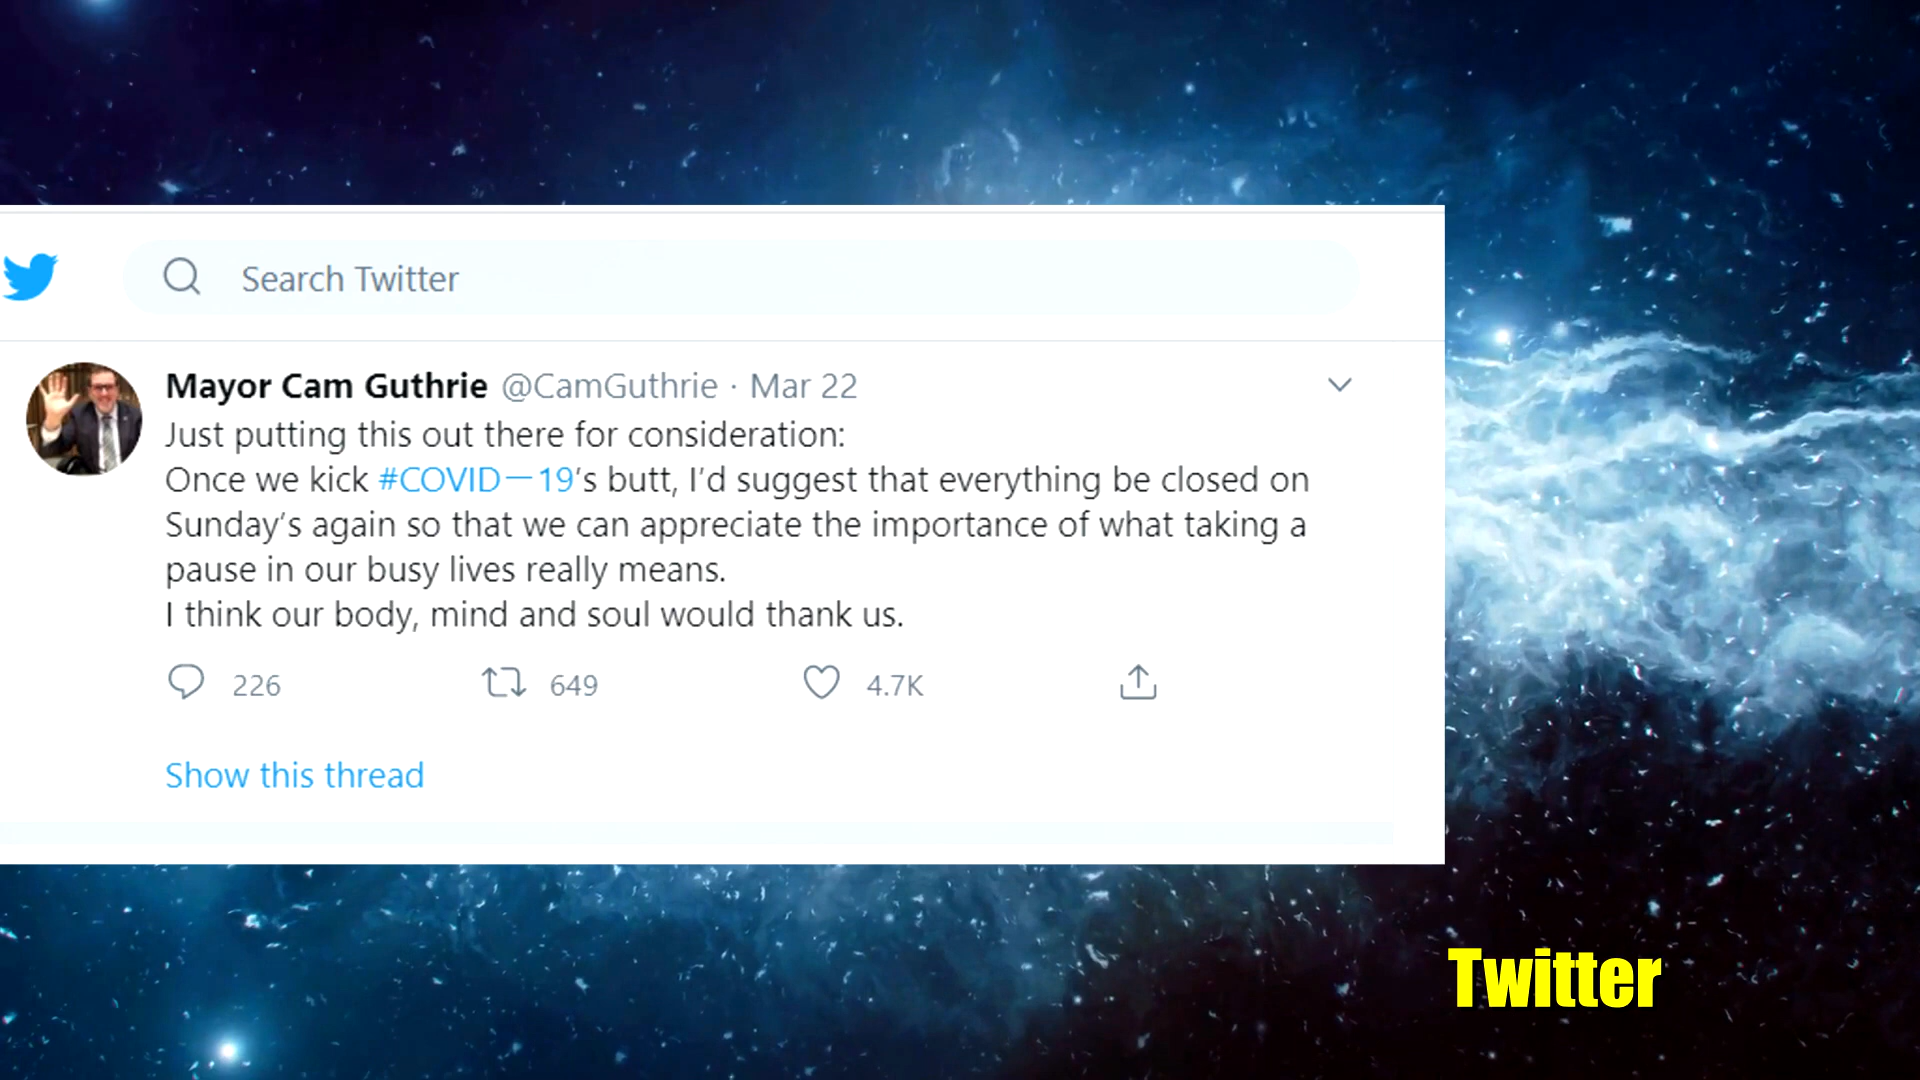 Search Twitter
Mayor Cam Guthrie @CamGuthrie · Mar 22
Just putting this out there for consideration:
Once we kick #COVID—19's butt, I'd suggest that everything be closed on
Sunday's again so that we can appreciate the importance of what taking a
pause in our busy lives really means.
I think our body, mind and soul would thank us.
226 649 4.7K
Show this thread
Twitter